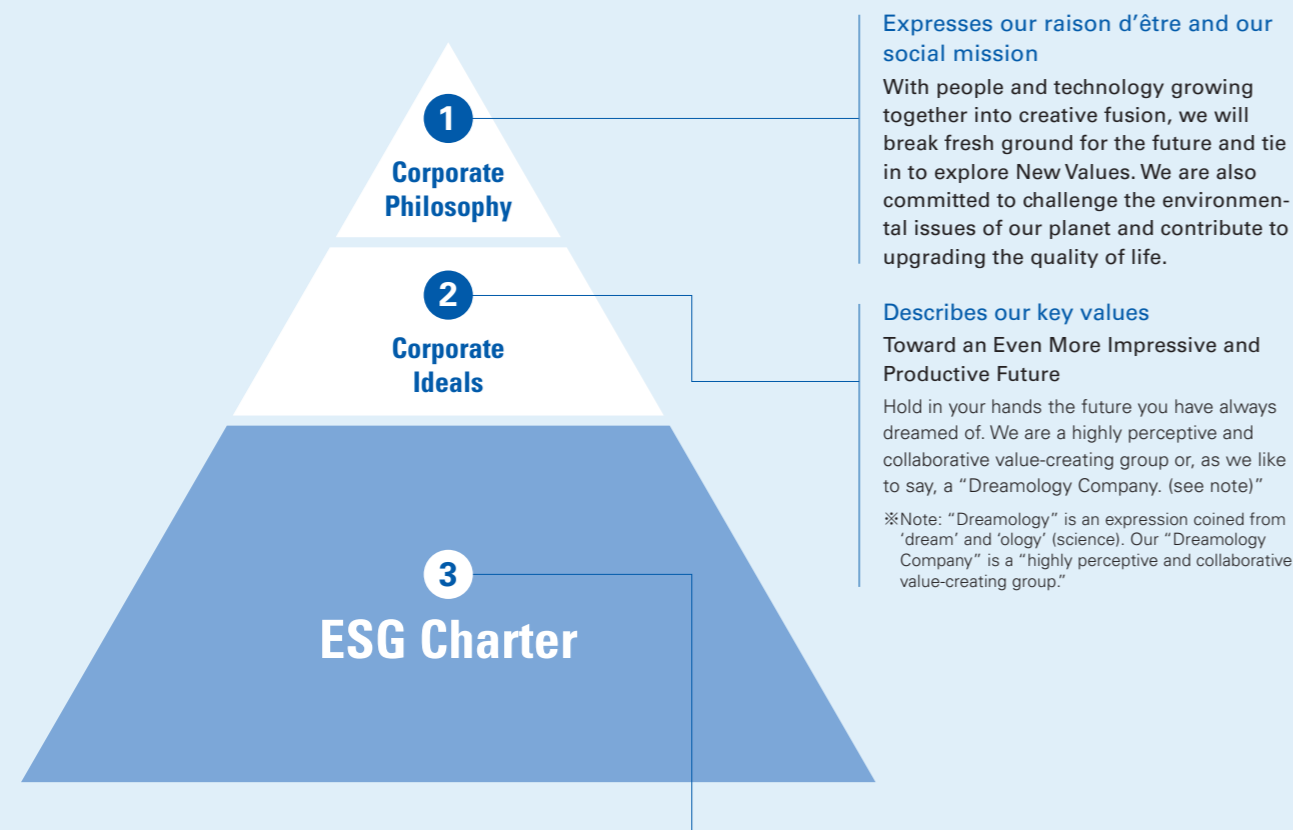 1
Corporate
Philosophy
2
Corporate
Ideals
3
ESG Charter
Expresses our raison d’être and our
social mission
With people and technology growing
together into creative fusion, we will
break fresh ground for the future and tie
in to explore New Values. We are also
committed to challenge the environmen-
tal issues of our planet and contribute to
upgrading the quality of life.
Describes our key values
Toward an Even More Impressive and
Productive Future
Hold in your hands the future you have always
dreamed of. We are a highly perceptive and
collaborative value-creating group or, as we like
to say, a “Dreamology Company. (see note)”
※Note: “Dreamology” is an expression coined from
‘dream’ and ‘ology’ (science). Our “Dreamology
Company” is a “highly perceptive and collaborative
value-creating group.”